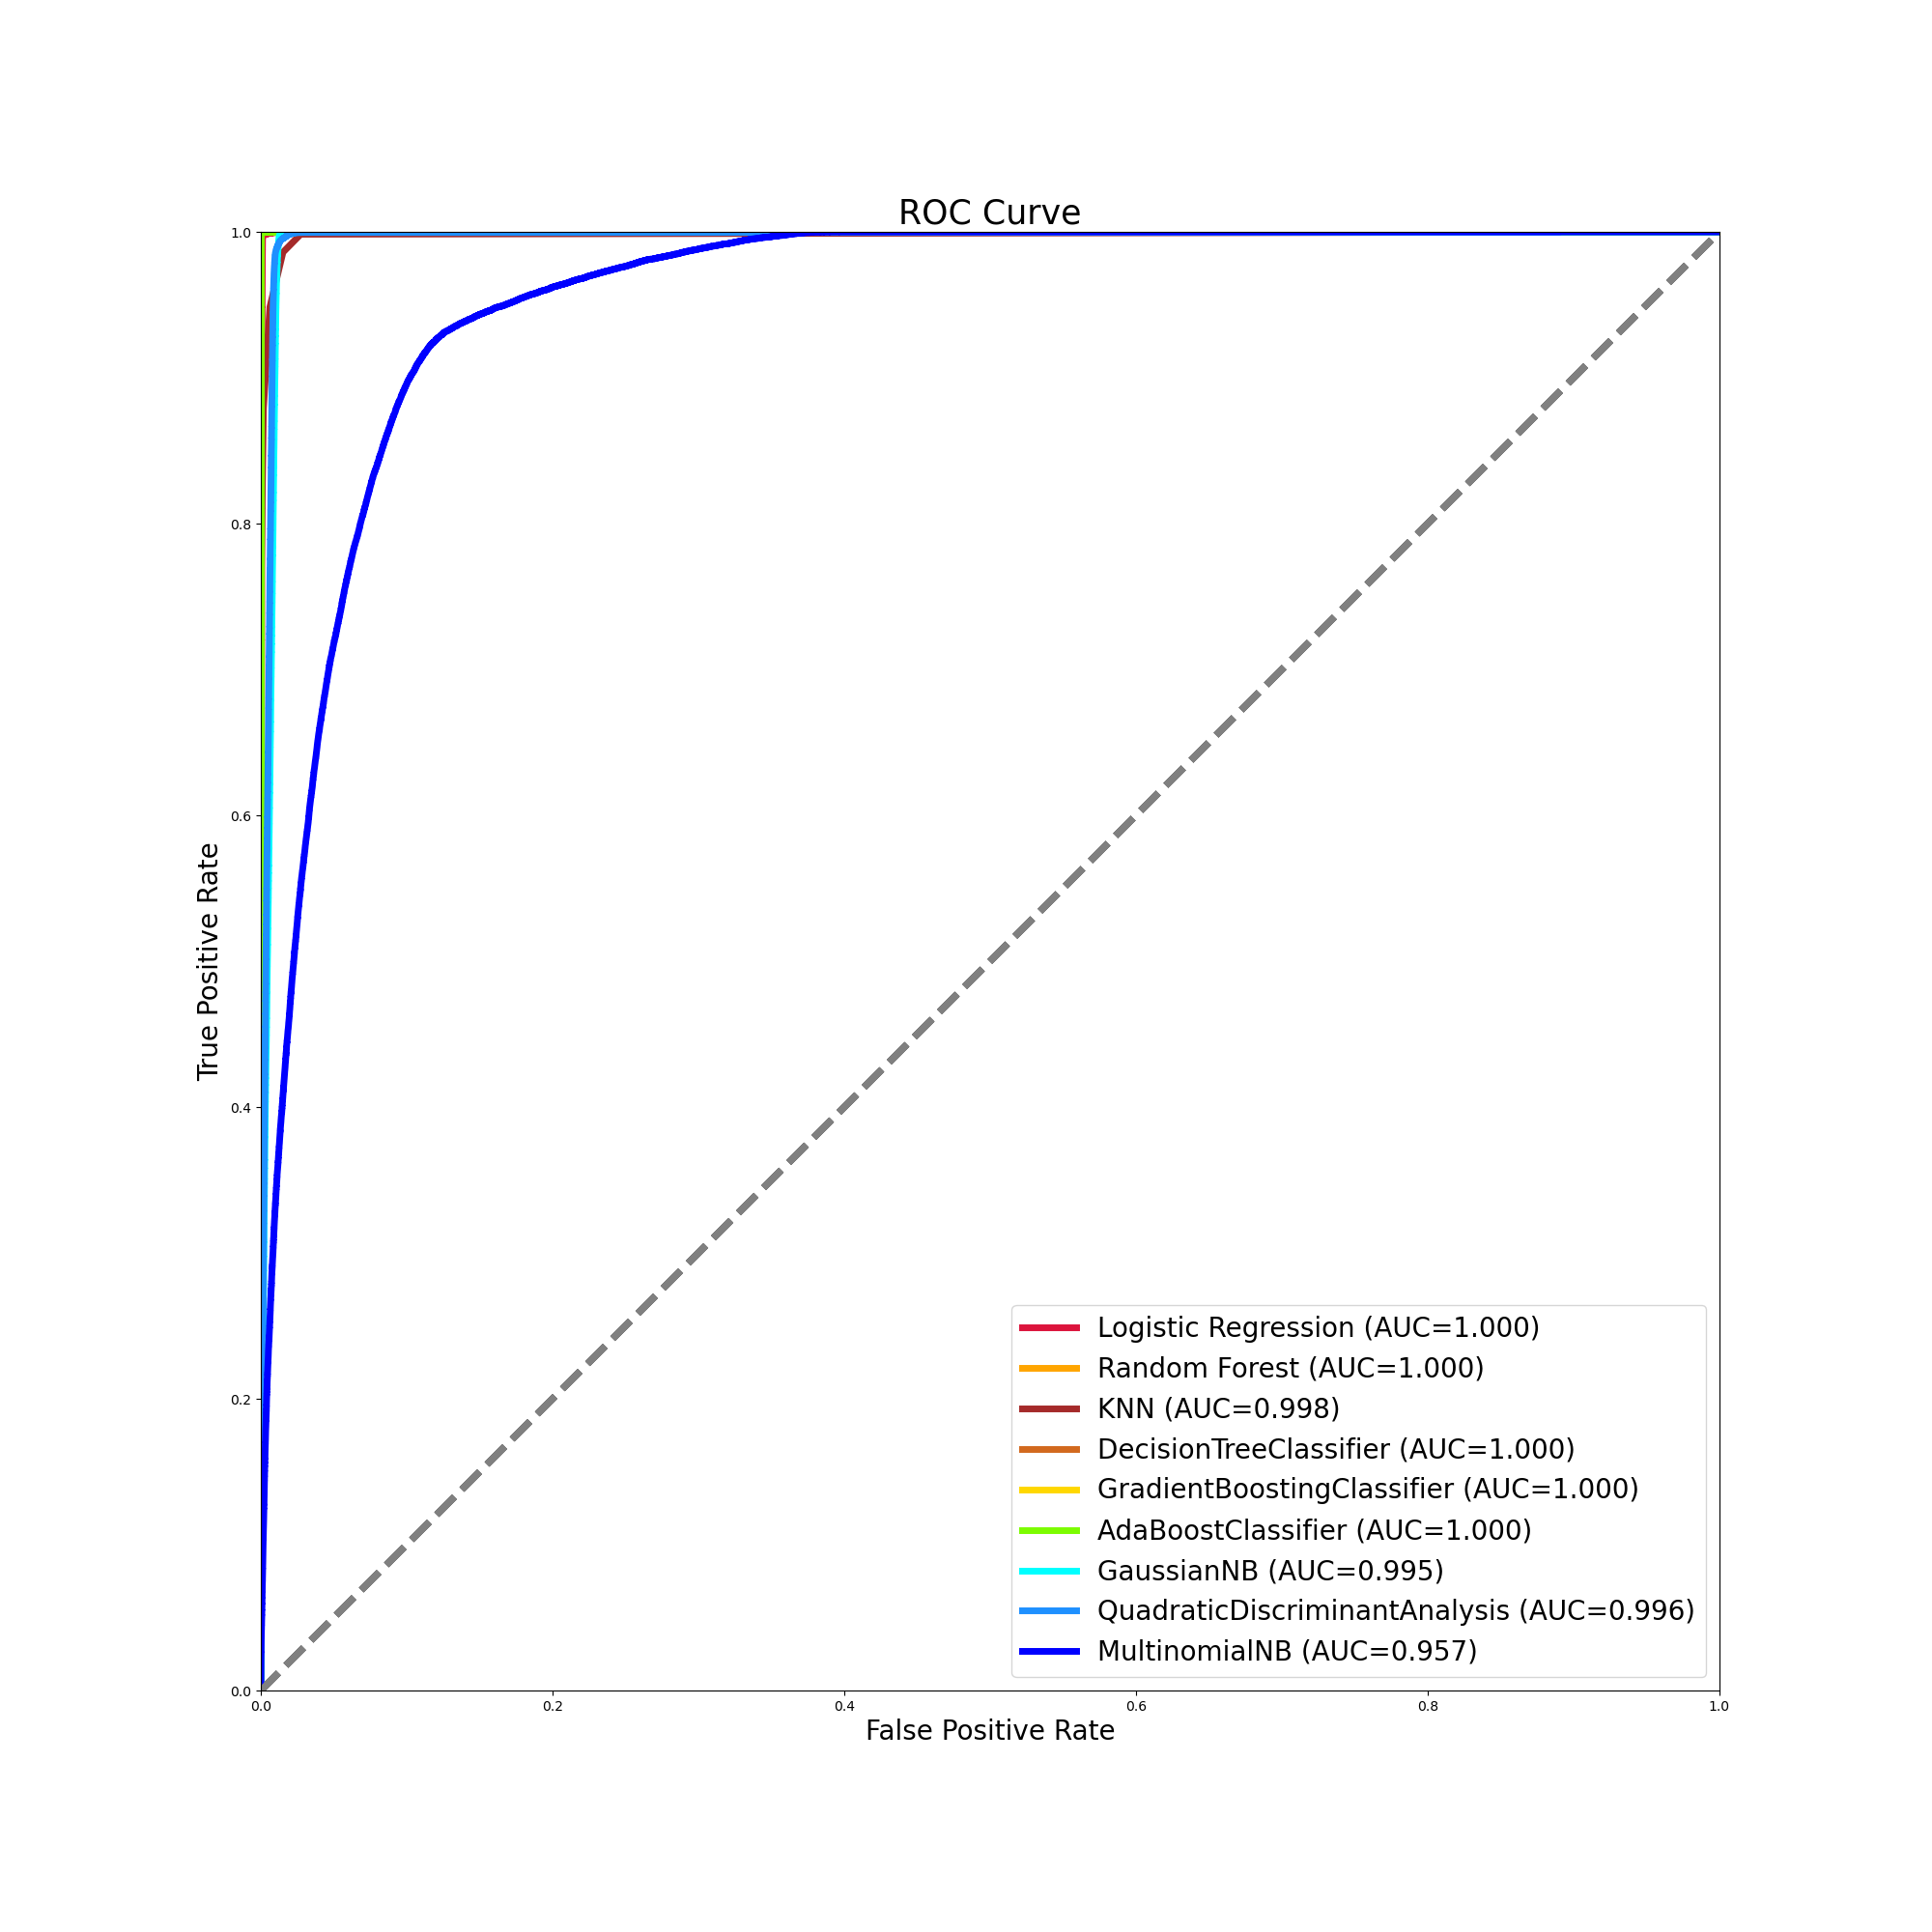 ROC Curve
1.0
0.8
0.6
0.4
0.2
0.0
True Positive Rate
0.0 0.2 0.4 0.6 0.8 1.0
False Positive Rate
Logistic Regression (AUC=1.000)
Random Forest (AUC=1.000)
KNN (AUC=0.998)
DecisionTreeClassifier (AUC=1.000)
GradientBoostingClassifier (AUC=1.000)
AdaBoostClassifier (AUC=1.000)
GaussianNB (AUC=0.995)
QuadraticDiscriminantAnalysis (AUC=0.996)
MultinomialNB (AUC=0.957)